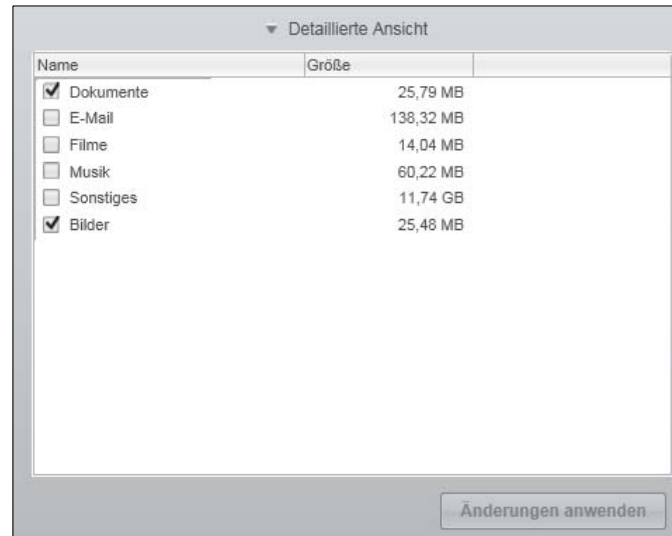 Detaillierte Ansicht
Name Größe
Dokumente 25,79 MB
E-Mail 138,32 MB
Filme 14,04 MB
Musik 60,22 MB
Sonstiges 11,74 GB
Bilder 25,48 MB
Änderungen anwenden